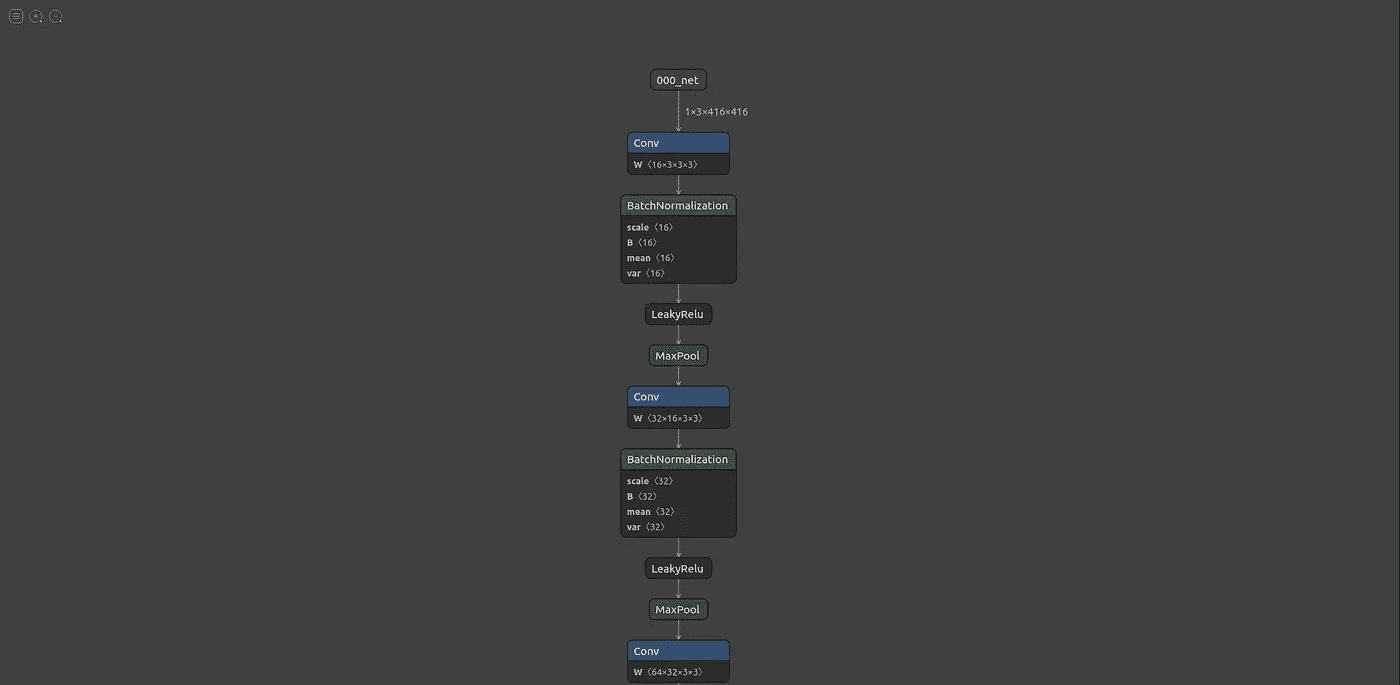 000_net
1×3×416×416
Conv
W 〈16×3×3×3〉
BatchNormalization
scale 〈16〉
B 〈16〉
mean 〈16〉
var 〈16〉
LeakyRelu
MaxPool
Conv
W 〈32×16×3×3〉
BatchNormalization
scale 〈32〉
B 〈32〉
mean 〈32〉
var 〈32〉
LeakyRelu
MaxPool
Conv
W 〈64×32×3×3〉